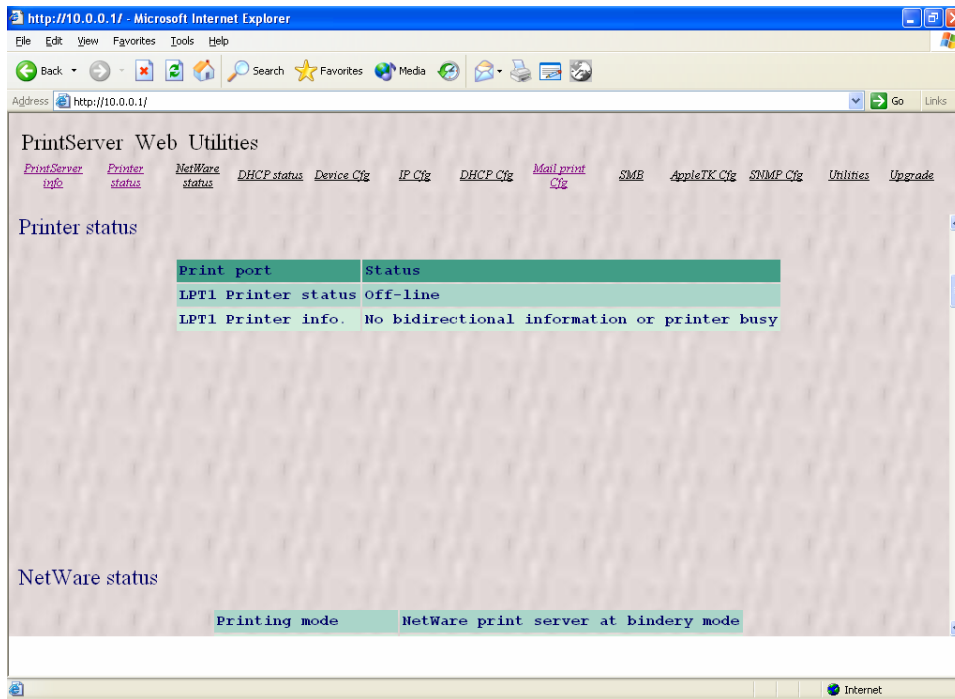 http://10.0.0.1/ - Microsoft Internet Explorer
File Edit View Favorites Tools Help
Back Search Favorites Media
Address http://10.0.0.1/ Go Links
PrintServer Web Utilities
PrintServer info Printer status NetWare status DHCP status Device Cfg IP Cfg DHCP Cfg Mail print Cfg SMB AppleTK Cfg SNMP Cfg Utilities Upgrade
Printer status
Print port Status
LPT1 Printer status Off-line
LPT1 Printer info. No bidirectional information or printer busy
NetWare status
Printing mode NetWare print server at bindery mode
Internet